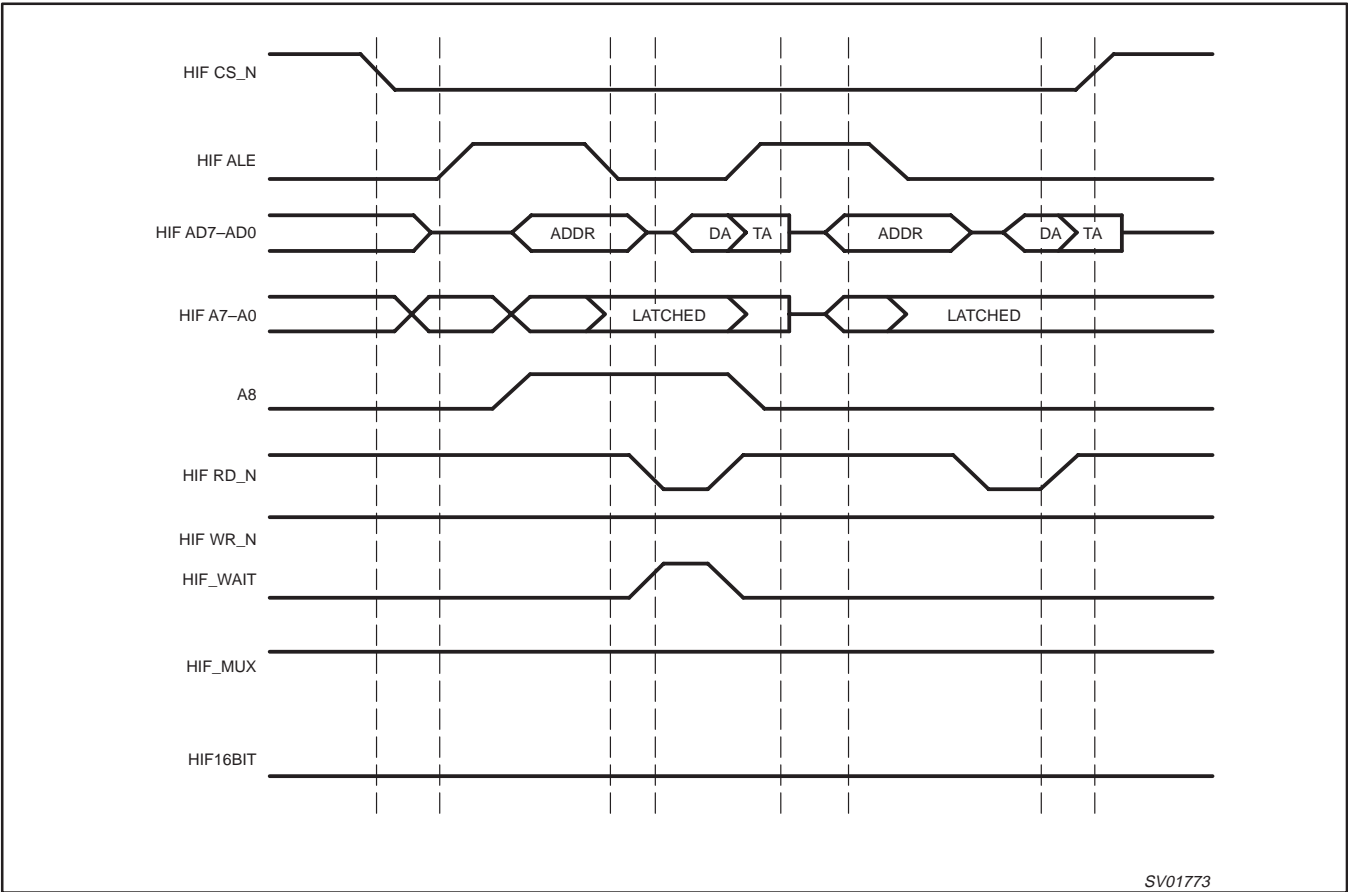 HIF CS_N
HIF ALE
HIF AD7–AD0 ADDR DA TA ADDR DA TA
HIF A7–A0 LATCHED LATCHED
A8
HIF RD_N
HIF WR_N
HIF_WAIT
HIF_MUX
HIF16BIT
SV01773